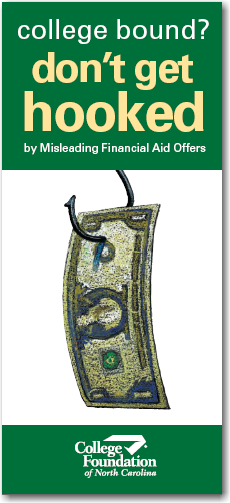 college bound?
don't get
hooked
by Misleading Financial Aid Offers
College
Foundation
of North Carolina